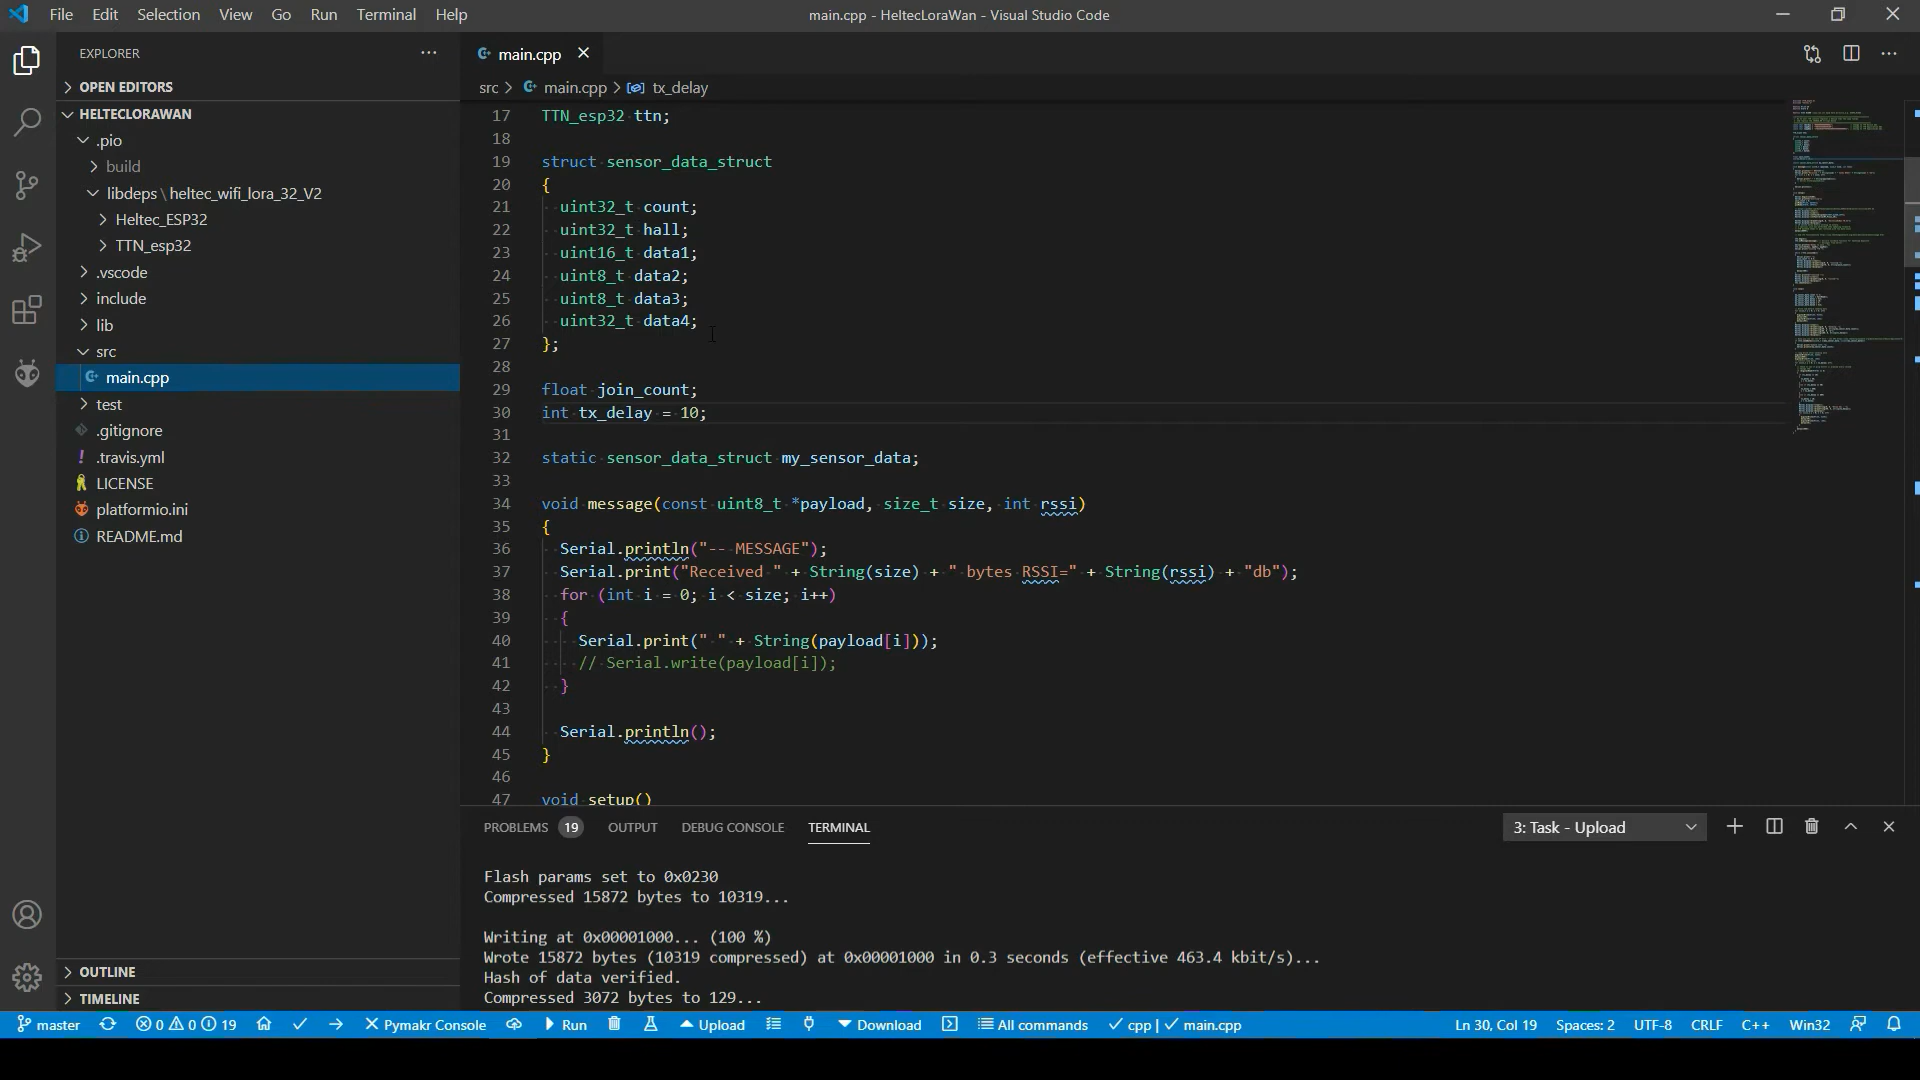 File Edit Selection View Go Run Terminal Help
main.cpp - HeltecLoraWan - Visual Studio Code
EXPLORER
OPEN EDITORS
HELTECLORAWAN
.pio
build
libdeps \ heltec_wifi_lora_32_V2
Heltec_ESP32
TTN_esp32
.vscode
include
lib
src
main.cpp
test
.gitignore
.travis.yml
LICENSE
platformio.ini
README.md
OUTLINE
TIMELINE
main.cpp
src > main.cpp > tx_delay
17 TTN_esp32 ttn;
18
19 struct sensor_data_struct
20 {
21 uint32_t count;
22 uint32_t hall;
23 uint16_t data1;
24 uint8_t data2;
25 uint8_t data3;
26 uint32_t data4;
27 };
28
29 float join_count;
30 int tx_delay = 10;
31
32 static sensor_data_struct my_sensor_data;
33
34 void message(const uint8_t *payload, size_t size, int rssi)
35 {
36 Serial.println("-- MESSAGE");
37 Serial.print("Received " + String(size) + " bytes RSSI=" + String(rssi) + "db");
38 for (int i = 0; i < size; i++)
39 {
40 Serial.print(" " + String(payload[i]));
41 // Serial.write(payload[i]);
42 }
43
44 Serial.println();
45 }
46
47 void setup()
PROBLEMS 19 OUTPUT DEBUG CONSOLE TERMINAL
3: Task - Upload
Flash params set to 0x0230
Compressed 15872 bytes to 10319...
Writing at 0x00001000... (100 %)
Wrote 15872 bytes (10319 compressed) at 0x00001000 in 0.3 seconds (effective 463.4 kbit/s)...
Hash of data verified.
Compressed 3072 bytes to 129...
master 0 0 19 Pymakr Console Run Upload Download All commands cpp | main.cpp Ln 30, Col 19 Spaces: 2 UTF-8 CRLF C++ Win32